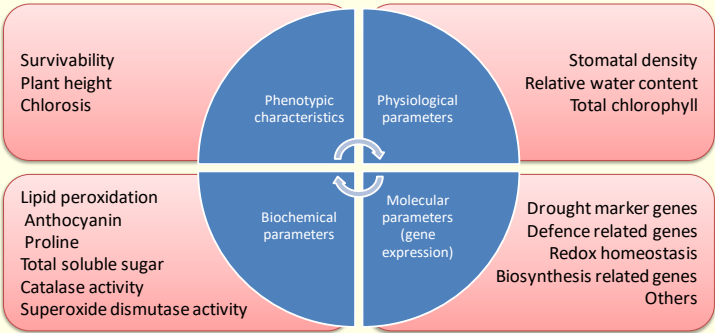 Survivability
Plant height
Chlorosis
Phenotypic
characteristics
Physiological
parameters
Stomatal density
Relative water content
Total chlorophyll
Lipid peroxidation
Anthocyanin
Proline
Total soluble sugar
Catalase activity
Superoxide dismutase activity
Biochemical
parameters
Molecular
parameters
(gene
expression)
Drought marker genes
Defence related genes
Redox homeostasis
Biosynthesis related genes
Others